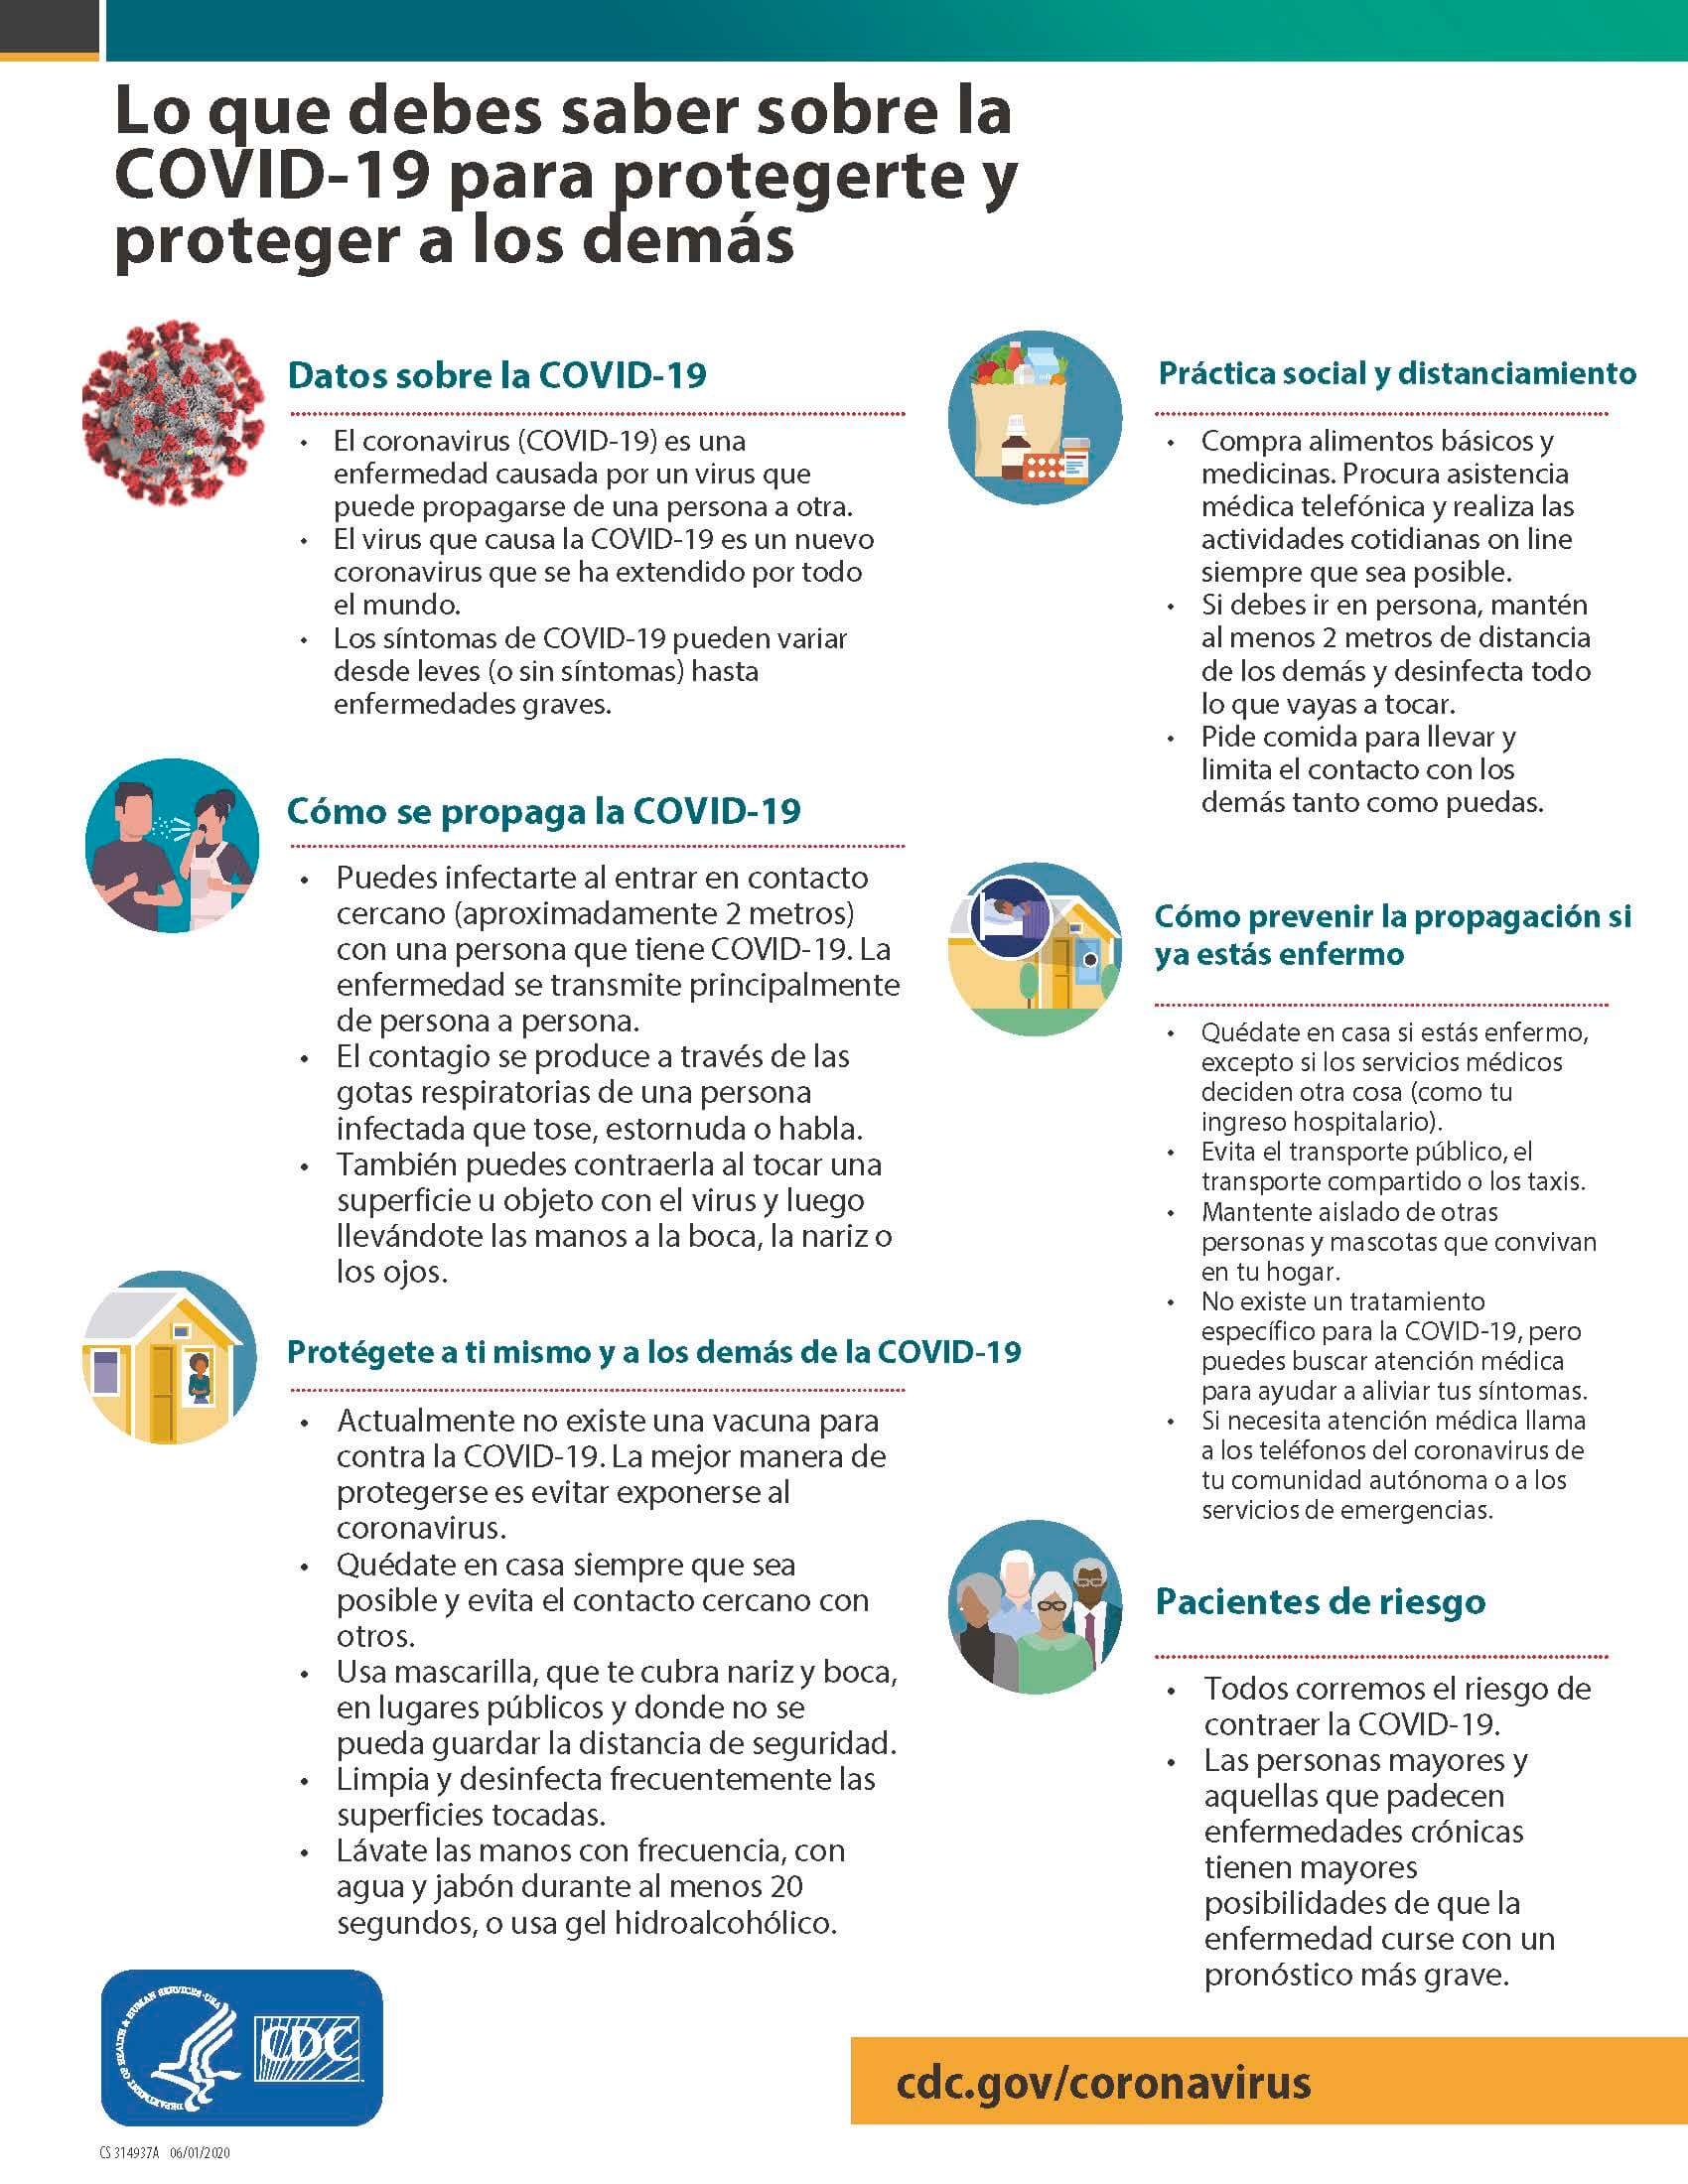 Lo que debes saber sobre la
COVID-19 para protegerte y
proteger a los demás
Datos sobre la COVID-19
• El coronavirus (COVID-19) es una
enfermedad causada por un virus que
puede propagarse de una persona a otra.
• El virus que causa la COVID-19 es un nuevo
coronavirus que se ha extendido por todo
el mundo.
• Los síntomas de COVID-19 pueden variar
desde leves (o sin síntomas) hasta
enfermedades graves.
Cómo se propaga la COVID-19
• Puedes infectarte al entrar en contacto
cercano (aproximadamente 2 metros)
con una persona que tiene COVID-19. La
enfermedad se transmite principalmente
de persona a persona.
• El contagio se produce a través de las
gotas respiratorias de una persona
infectada que tose, estornuda o habla.
• También puedes contraerla al tocar una
superficie u objeto con el virus y luego
llevándote las manos a la boca, la nariz o
los ojos.
Protégete a ti mismo y a los demás de la COVID-19
• Actualmente no existe una vacuna para
contra la COVID-19. La mejor manera de
protegerse es evitar exponerse al
coronavirus.
• Quédate en casa siempre que sea
posible y evita el contacto cercano con
otros.
• Usa mascarilla, que te cubra nariz y boca,
en lugares públicos y donde no se
pueda guardar la distancia de seguridad.
• Limpia y desinfecta frecuentemente las
superficies tocadas.
• Lávate las manos con frecuencia, con
agua y jabón durante al menos 20
segundos, o usa gel hidroalcohólico.
Práctica social y distanciamiento
• Compra alimentos básicos y
medicinas. Procura asistencia
médica telefónica y realiza las
actividades cotidianas on line
siempre que sea posible.
• Si debes ir en persona, mantén
al menos 2 metros de distancia
de los demás y desinfecta todo
lo que vayas a tocar.
• Pide comida para llevar y
limita el contacto con los
demás tanto como puedas.
Cómo prevenir la propagación si
ya estás enfermo
• Quédate en casa si estás enfermo,
excepto si los servicios médicos
deciden otra cosa (como tu
ingreso hospitalario).
• Evita el transporte público, el
transporte compartido o los taxis.
• Mantente aislado de otras
personas y mascotas que convivan
en tu hogar.
• No existe un tratamiento
específico para la COVID-19, pero
puedes buscar atención médica
para ayudar a aliviar tus síntomas.
• Si necesita atención médica llama
a los teléfonos del coronavirus de
tu comunidad autónoma o a los
servicios de emergencias.
Pacientes de riesgo
• Todos corremos el riesgo de
contraer la COVID-19.
• Las personas mayores y
aquellas que padecen
enfermedades crónicas
tienen mayores
posibilidades de que la
enfermedad curse con un
pronóstico más grave.
DEPARTMENT OF HEALTH & HUMAN SERVICES·USA
CDC
cdc.gov/coronavirus
CS 314937A 06/01/2020